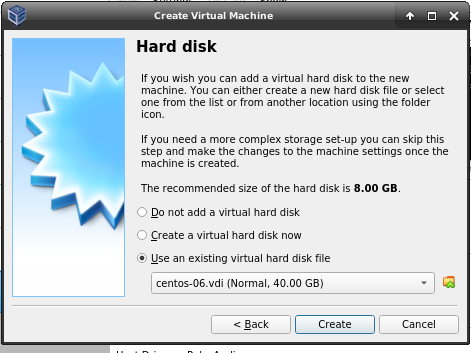 Create Virtual Machine
Hard disk
If you wish you can add a virtual hard disk to the new
machine. You can either create a new hard disk file or select
one from the list or from another location using the folder
icon.
If you need a more complex storage set-up you can skip this
step and make the changes to the machine settings once the
machine is created.
The recommended size of the hard disk is 8.00 GB.
Do not add a virtual hard disk
Create a virtual hard disk now
Use an existing virtual hard disk file
centos-06.vdi (Normal, 40.00 GB)
< Back
Create
Cancel